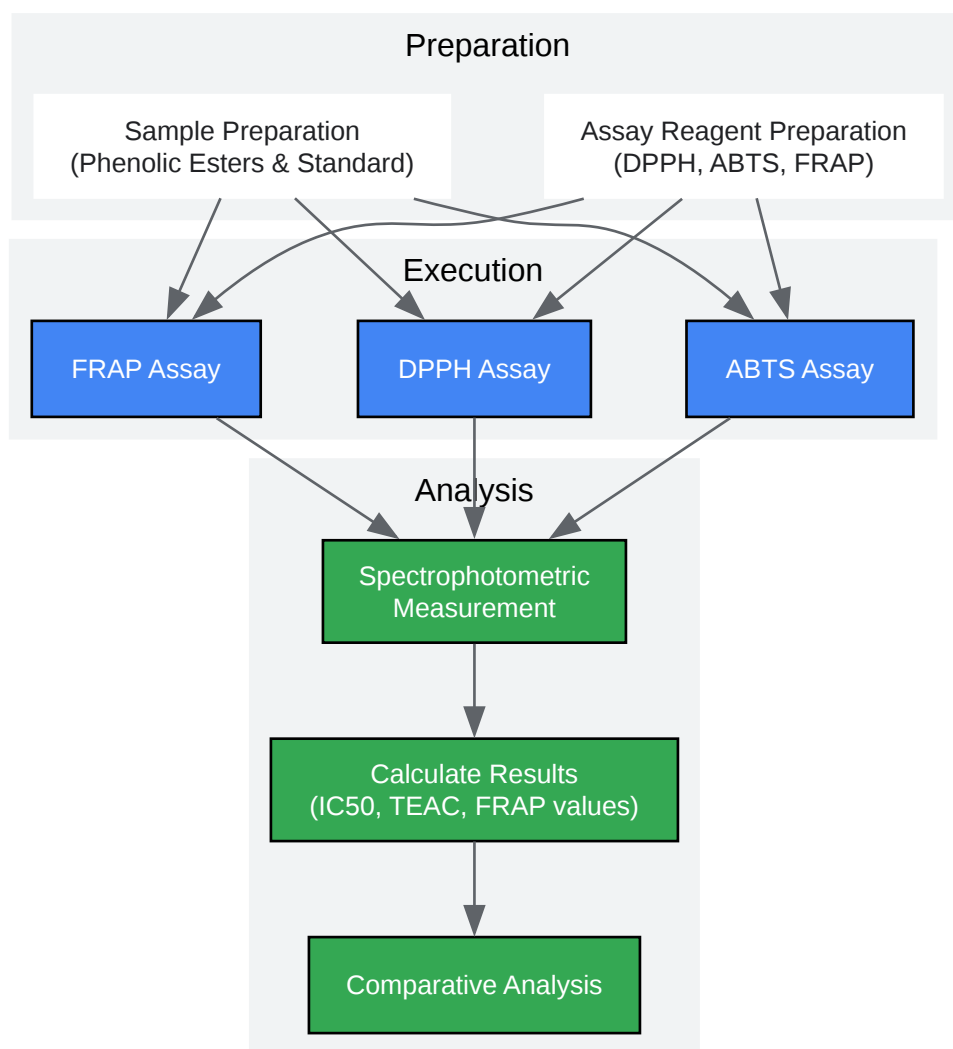 Preparation
Sample Preparation
(Phenolic Esters & Standard)
Assay Reagent Preparation
(DPPH, ABTS, FRAP)
Execution
FRAP Assay
DPPH Assay
ABTS Assay
Analysis
Spectrophotometric
Measurement
Calculate Results
(IC50, TEAC, FRAP values)
Comparative Analysis